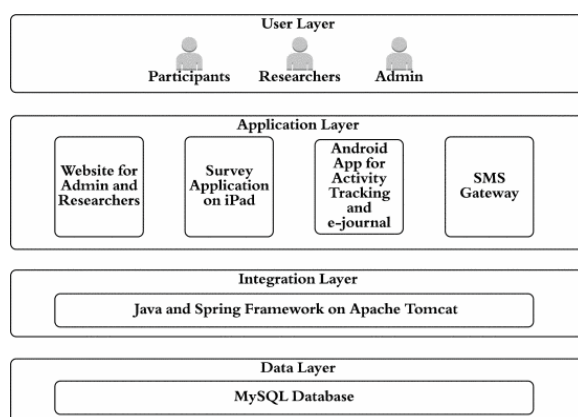 User Layer
Participants
Researchers
Admin
Application Layer
Website for
Admin and
Researchers
Survey
Application
on iPad
Android
App for
Activity
Tracking
and
e-journal
SMS
Gateway
Integration Layer
Java and Spring Framework on Apache Tomcat
Data Layer
MySQL Database